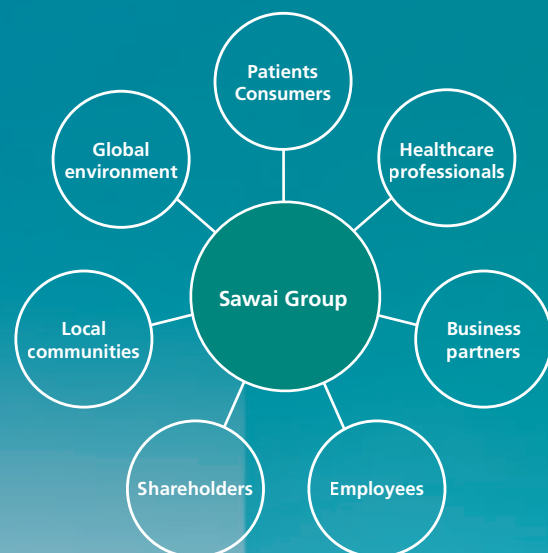 Patients
Consumers
Global
environment
Healthcare
professionals
Sawai Group
Local
communities
Business
partners
Shareholders
Employees